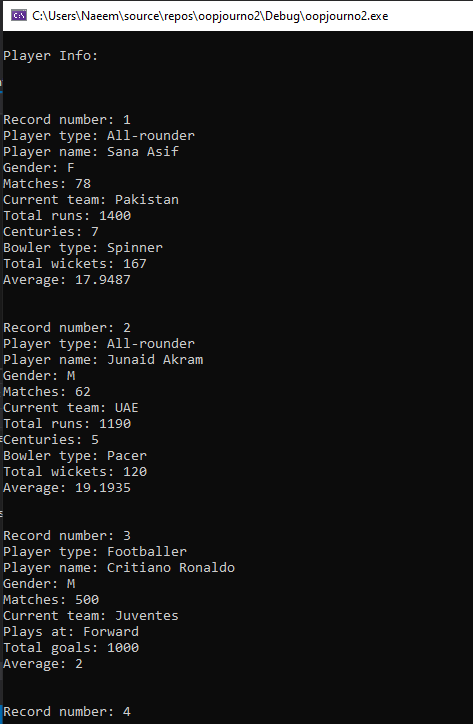 C:\Users\Naeem\source\repos\oopjourno2\Debug\oopjourno2.exe
Player Info:
Record number: 1
Player type: All-rounder
Player name: Sana Asif
Gender: F
Matches: 78
Current team: Pakistan
Total runs: 1400
Centuries: 7
Bowler type: Spinner
Total wickets: 167
Average: 17.9487
Record number: 2
Player type: All-rounder
Player name: Junaid Akram
Gender: M
Matches: 62
Current team: UAE
Total runs: 1190
Centuries: 5
Bowler type: Pacer
Total wickets: 120
Average: 19.1935
Record number: 3
Player type: Footballer
Player name: Critiano Ronaldo
Gender: M
Matches: 500
Current team: Juventes
Plays at: Forward
Total goals: 1000
Average: 2
Record number: 4